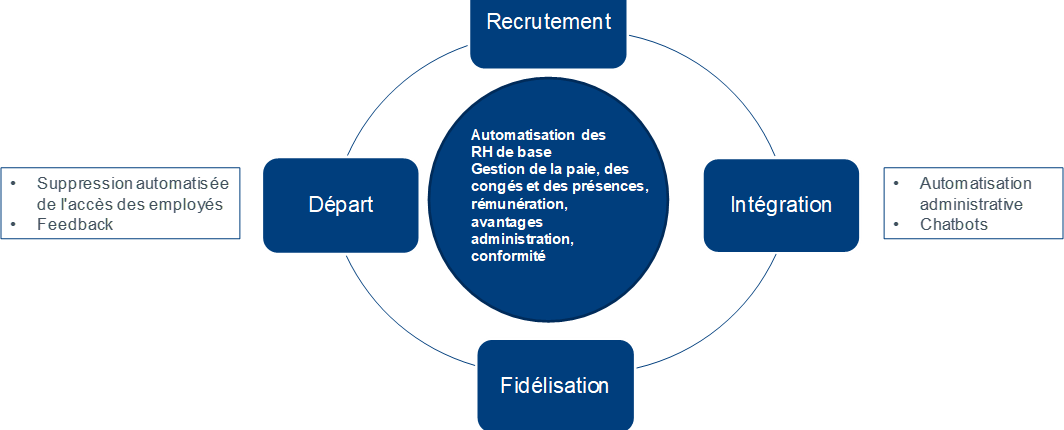 Recrutement
Automatisation des
RH de base
Gestion de la paie, des
congés et des présences,
rémunération,
avantages
administration,
conformité
• Suppression automatisée
de l'accès des employés
• Feedback
Départ
Intégration
• Automatisation
administrative
• Chatbots
Fidélisation